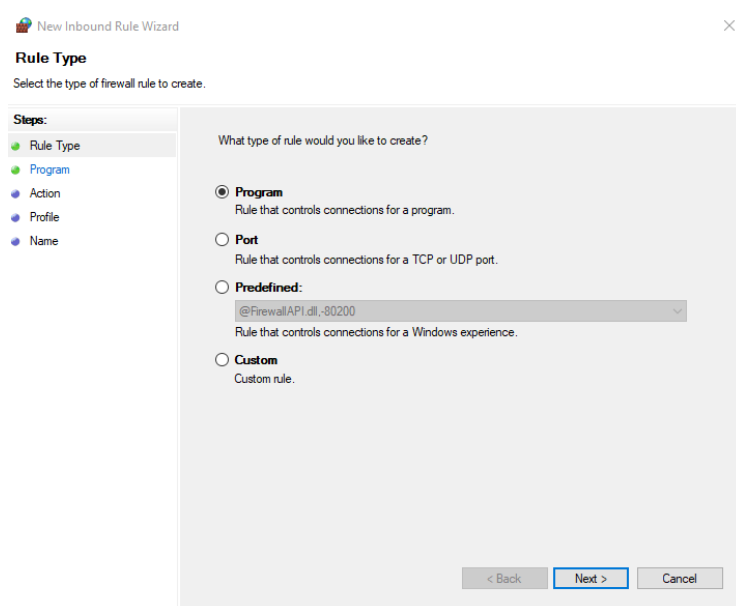 New Inbound Rule Wizard
Rule Type
Select the type of firewall rule to create.
Steps:
Rule Type
Program
Action
Profile
Name
What type of rule would you like to create?
Program
Rule that controls connections for a program.
Port
Rule that controls connections for a TCP or UDP port.
Predefined:
@FirewallAPI.dll,-80200
Rule that controls connections for a Windows experience.
Custom
Custom rule.
< Back
Next >
Cancel